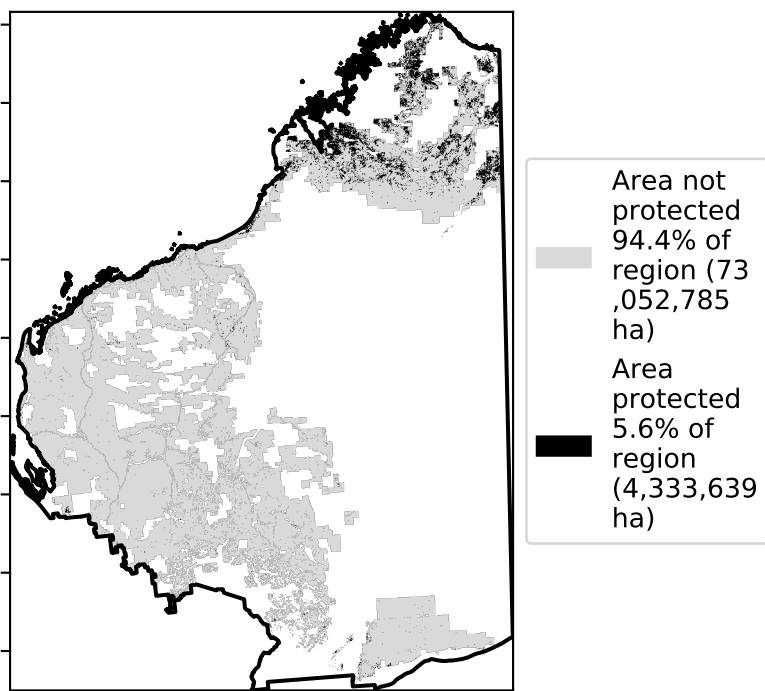 Area not
protected
94.4% of
region (73
,052,785
ha)
Area
protected
5.6% of
region
(4,333,639
ha)